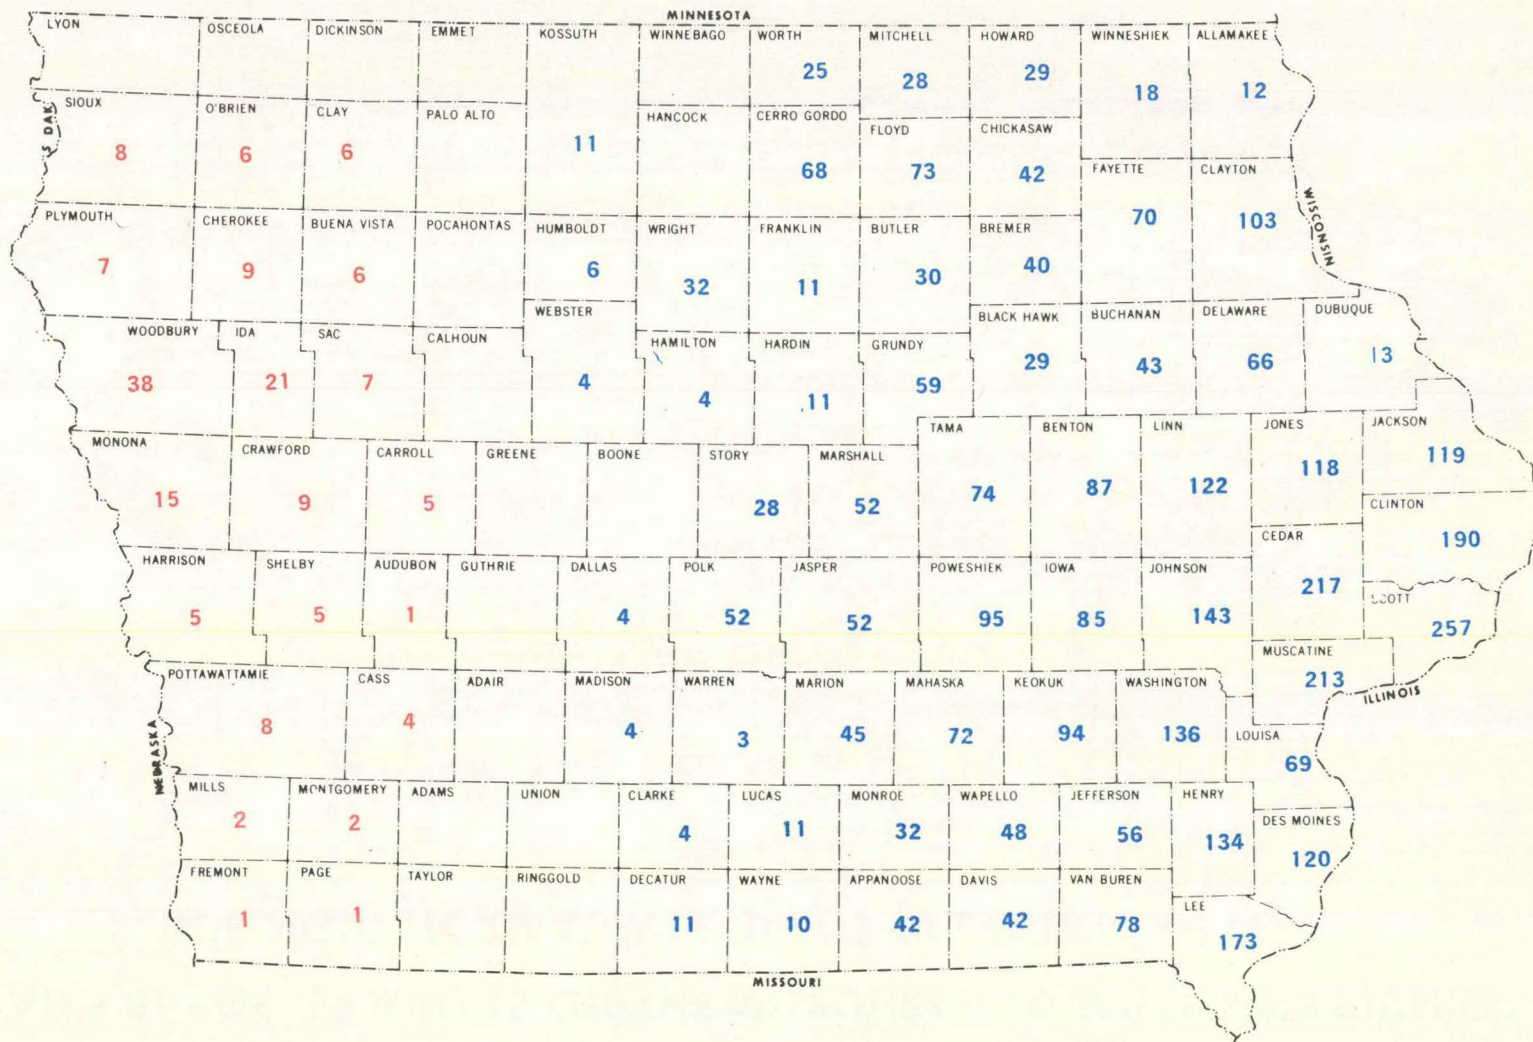 MINNESOTA
LYON OSCEOLA DICKINSON EMMET KOSSUTH WINNEBAGO WORTH MITCHELL HOWARD WINNESHIEK ALLAMAKEE
25 28 29 18 12
S DAK
SIOUX O'BRIEN CLAY PALO ALTO HANCOCK CERRO GORDO FLOYD CHICKASAW
8 6 6 11 68 73 42
FAYETTE CLAYTON
70 103
WISCONSIN
PLYMOUTH CHEROKEE BUENA VISTA POCAHONTAS HUMBOLDT WRIGHT FRANKLIN BUTLER BREMER
7 9 6 6 32 11 30 40
WOODBURY IDA SAC CALHOUN WEBSTER HAMILTON HARDIN GRUNDY BLACK HAWK BUCHANAN DELAWARE DUBUQUE
38 21 7 4 4 11 59 29 43 66 13
MONONA CRAWFORD CARROLL GREENE BOONE STORY MARSHALL TAMA BENTON LINN JONES JACKSON
15 9 5 28 52 74 87 122 118 119
CLINTON
190
HARRISON SHELBY AUDUBON GUTHRIE DALLAS POLK JASPER POWESHIEK IOWA JOHNSON CEDAR SCOTT
5 5 1 4 52 52 95 85 143 217 257
MUSCATINE
213
ILLINOIS
NEBRASKA
POTTAWATTAMIE CASS ADAIR MADISON WARREN MARION MAHASKA KEOKUK WASHINGTON LOUISA
8 4 4 3 45 72 94 136 69
MILLS MONTGOMERY ADAMS UNION CLARKE LUCAS MONROE WAPELLO JEFFERSON HENRY DES MOINES
2 2 4 11 32 48 56 134 120
FREMONT PAGE TAYLOR RINGGOLD DECATUR WAYNE APPANOOSE DAVIS VAN BUREN LEE
1 1 11 10 42 42 78 173
MISSOURI